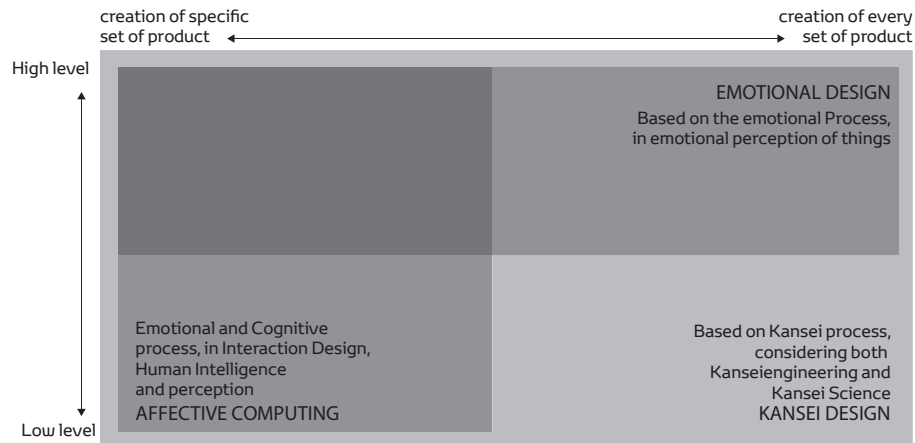 creation of specific
set of product
creation of every
set of product
High level
EMOTIONAL DESIGN
Based on the emotional Process,
in emotional perception of things
Emotional and Cognitive
process, in Interaction Design,
Human Intelligence
and perception
AFFECTIVE COMPUTING
Based on Kansei process,
considering both
Kanseiengineering and
Kansei Science
KANSEI DESIGN
Low level